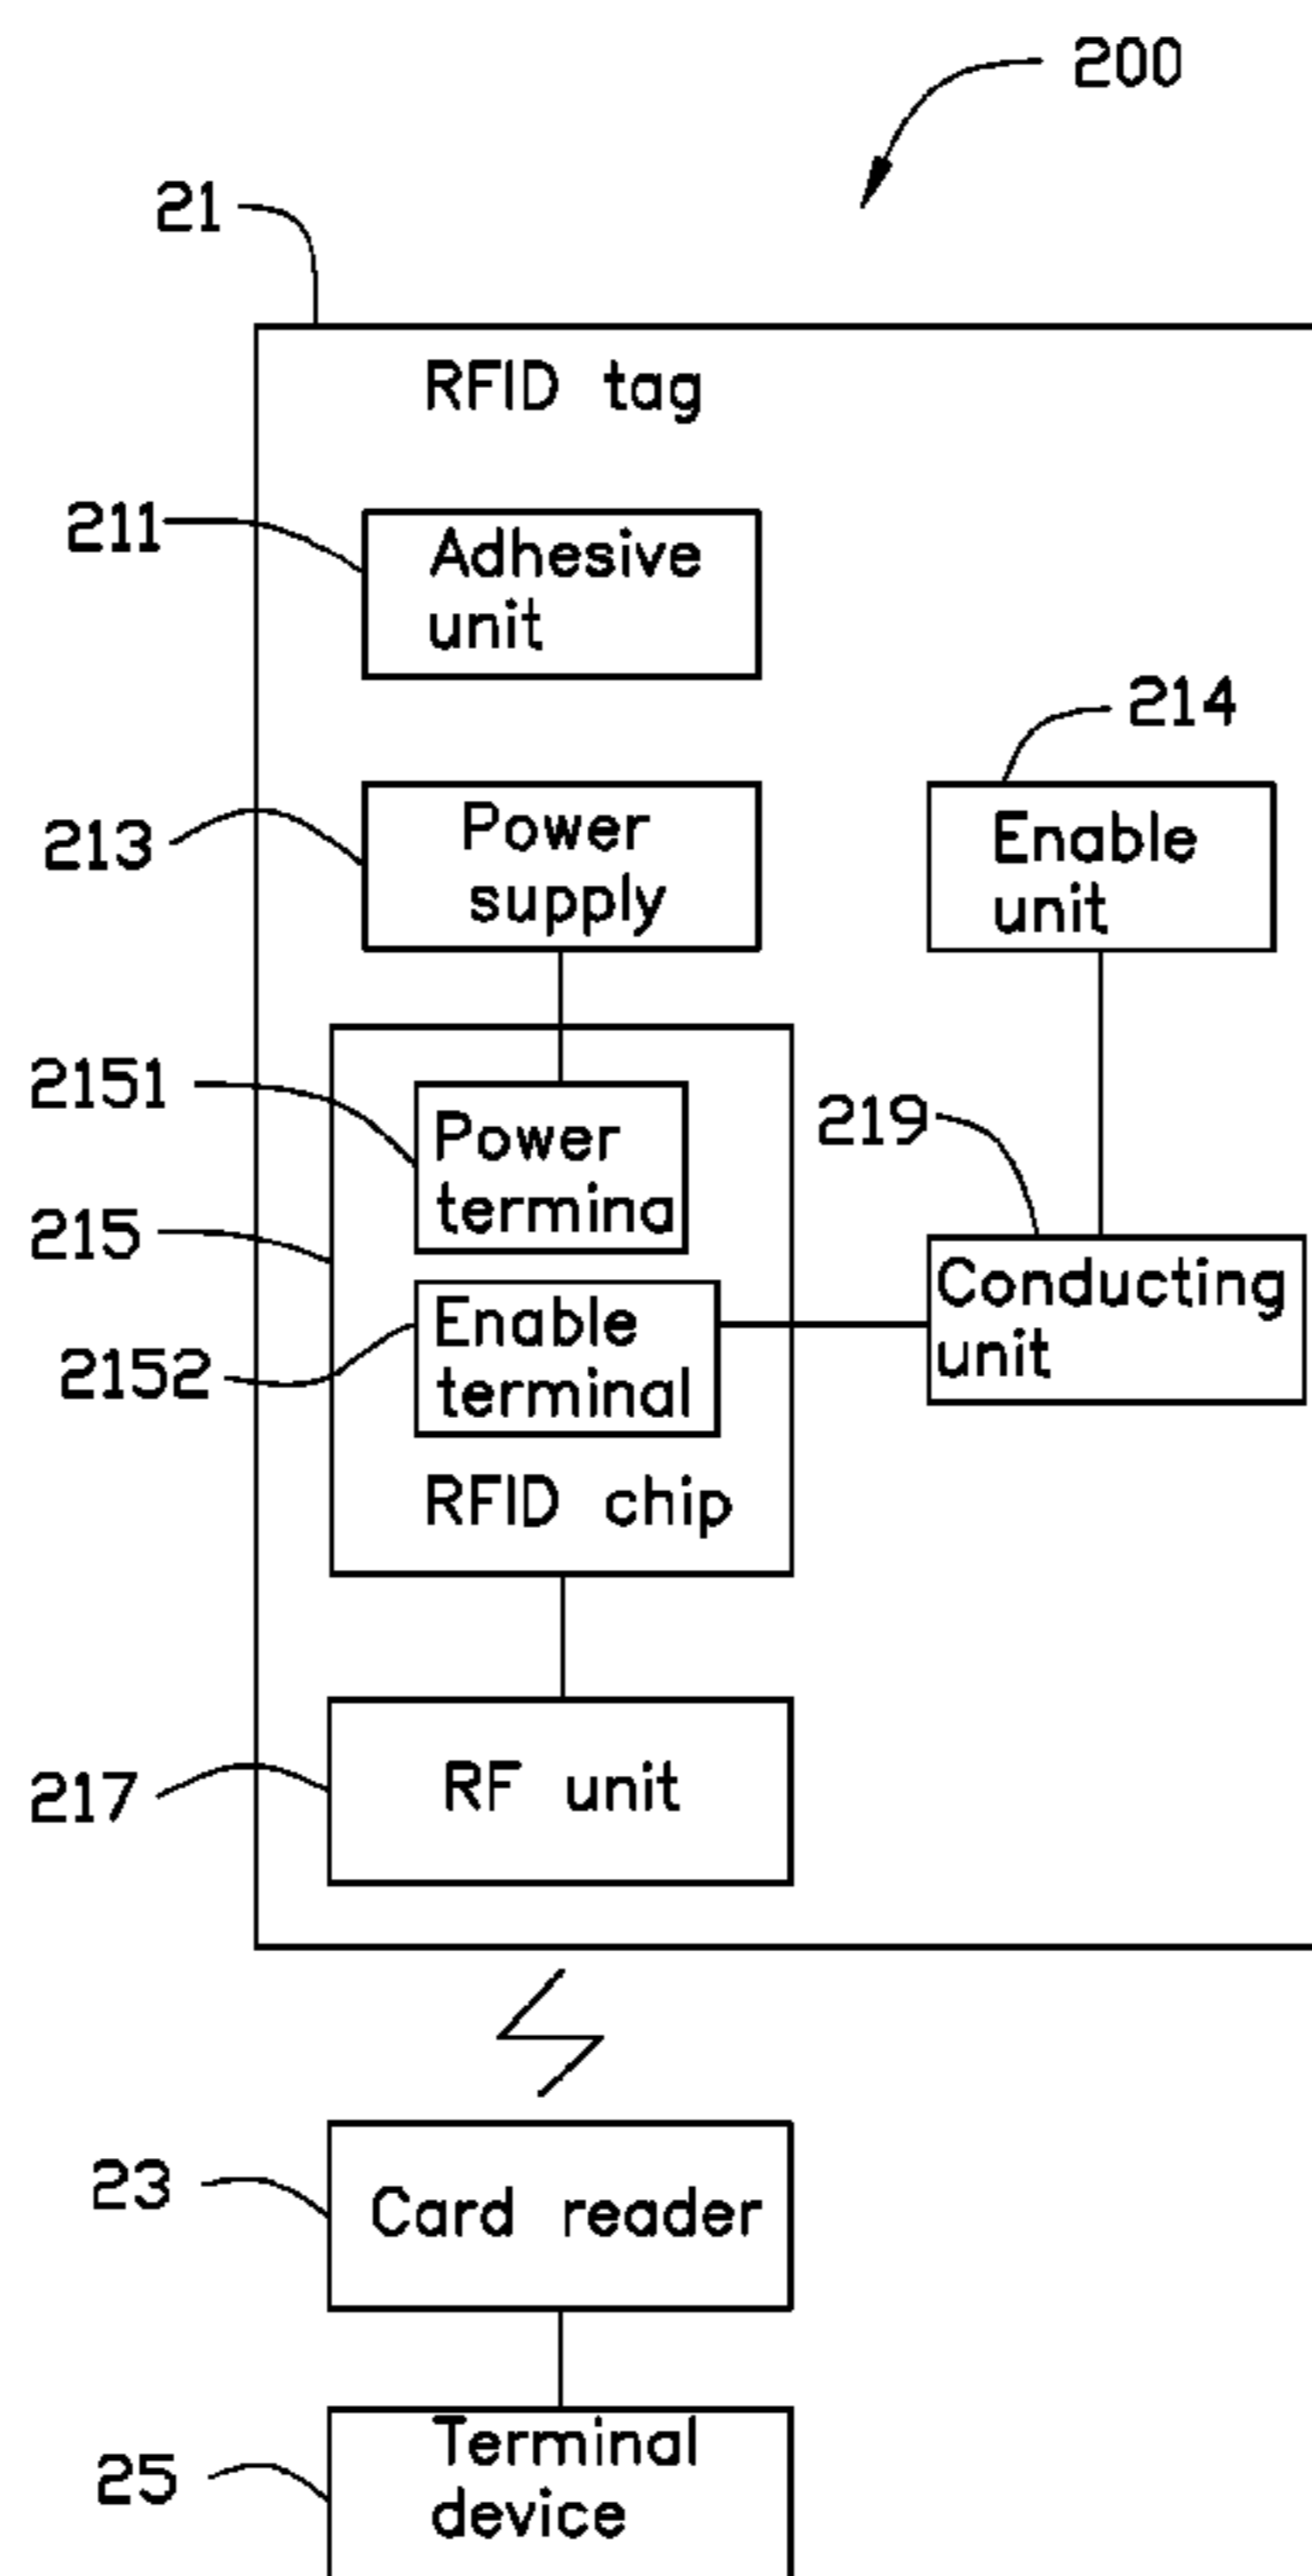 200
21
RFID tag
211
Adhesive
unit
214
213
Power
supply
Enable
unit
2151
Power
termina
219
215
Conducting
unit
2152
Enable
terminal
RFID chip
217
RF unit
23
Card reader
25
Terminal
device